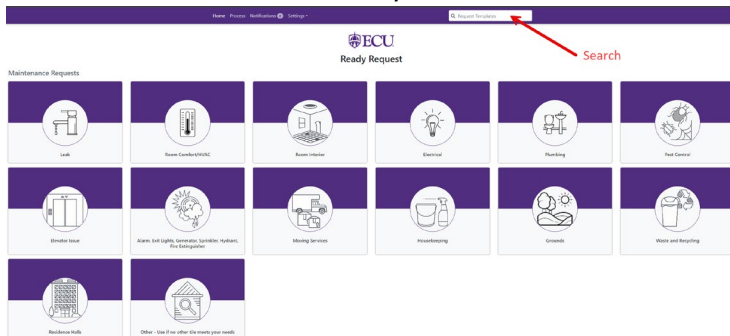 Home Process Notifications 0 Settings
Request Templates
ECU
Ready Request
Search
Maintenance Requests
Leak
Room Comfort/HVAC
Room Interior
Electrical
Plumbing
Pest Control
Elevator Issue
Alarm, Exit Lights, Generator, Sprinkler, Hydrant,
Fire Extinguisher
Moving Services
Housekeeping
Grounds
Waste and Recycling
Residence Halls
Other - Use if no other tile meets your needs